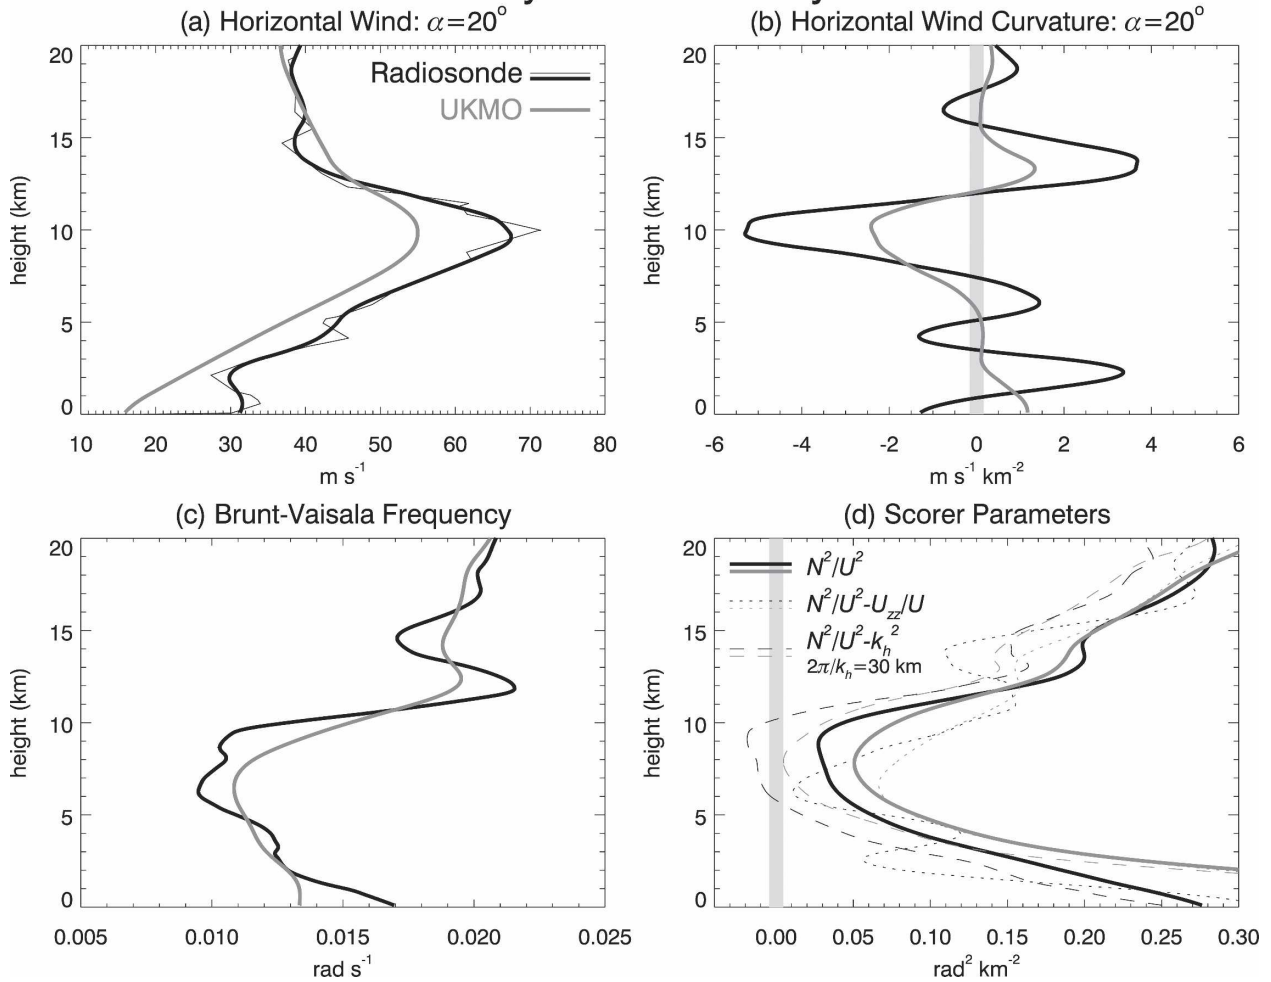 (a) Horizontal Wind: α=20°
(b) Horizontal Wind Curvature: α=20°
Radiosonde
UKMO
20
15
10
5
0
height (km)
10 20 30 40 50 60 70 80
m s⁻¹
20
15
10
5
0
height (km)
-6 -4 -2 0 2 4 6
m s⁻¹ km⁻²
(c) Brunt-Vaisala Frequency
(d) Scorer Parameters
20
15
10
5
0
height (km)
0.005 0.010 0.015 0.020 0.025
rad s⁻¹
N²/U²
N²/U²-U_zz/U
N²/U²-k_h²
2π/k_h=30 km
20
15
10
5
0
height (km)
0.00 0.05 0.10 0.15 0.20 0.25 0.30
rad² km⁻²